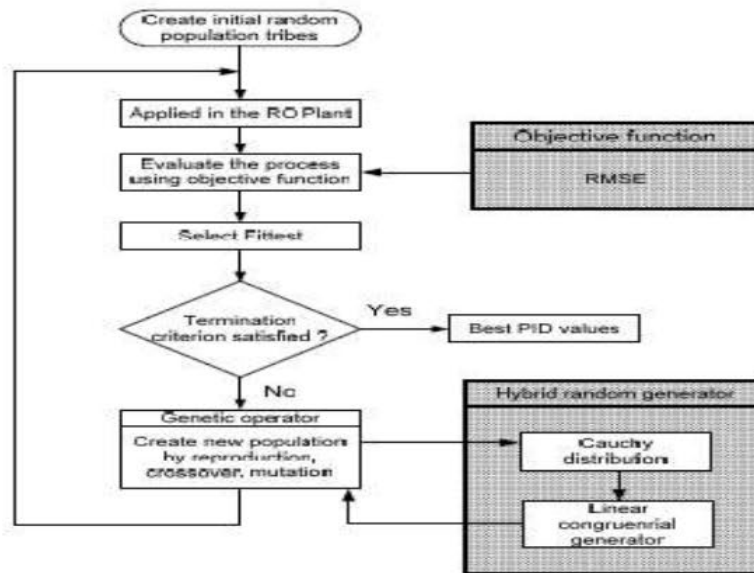 Create initial random
population tribes
Applied in the RO Plant
Evaluate the process
using objective function
Objective function
RMSE
Select Fittest
Termination
criterion satisfied ?
Yes
Best PID values
No
Genetic operator
Create new population
by reproduction,
crossover, mutation
Hybrid random generator
Cauchy
distribution
Linear
congruenrial
generator